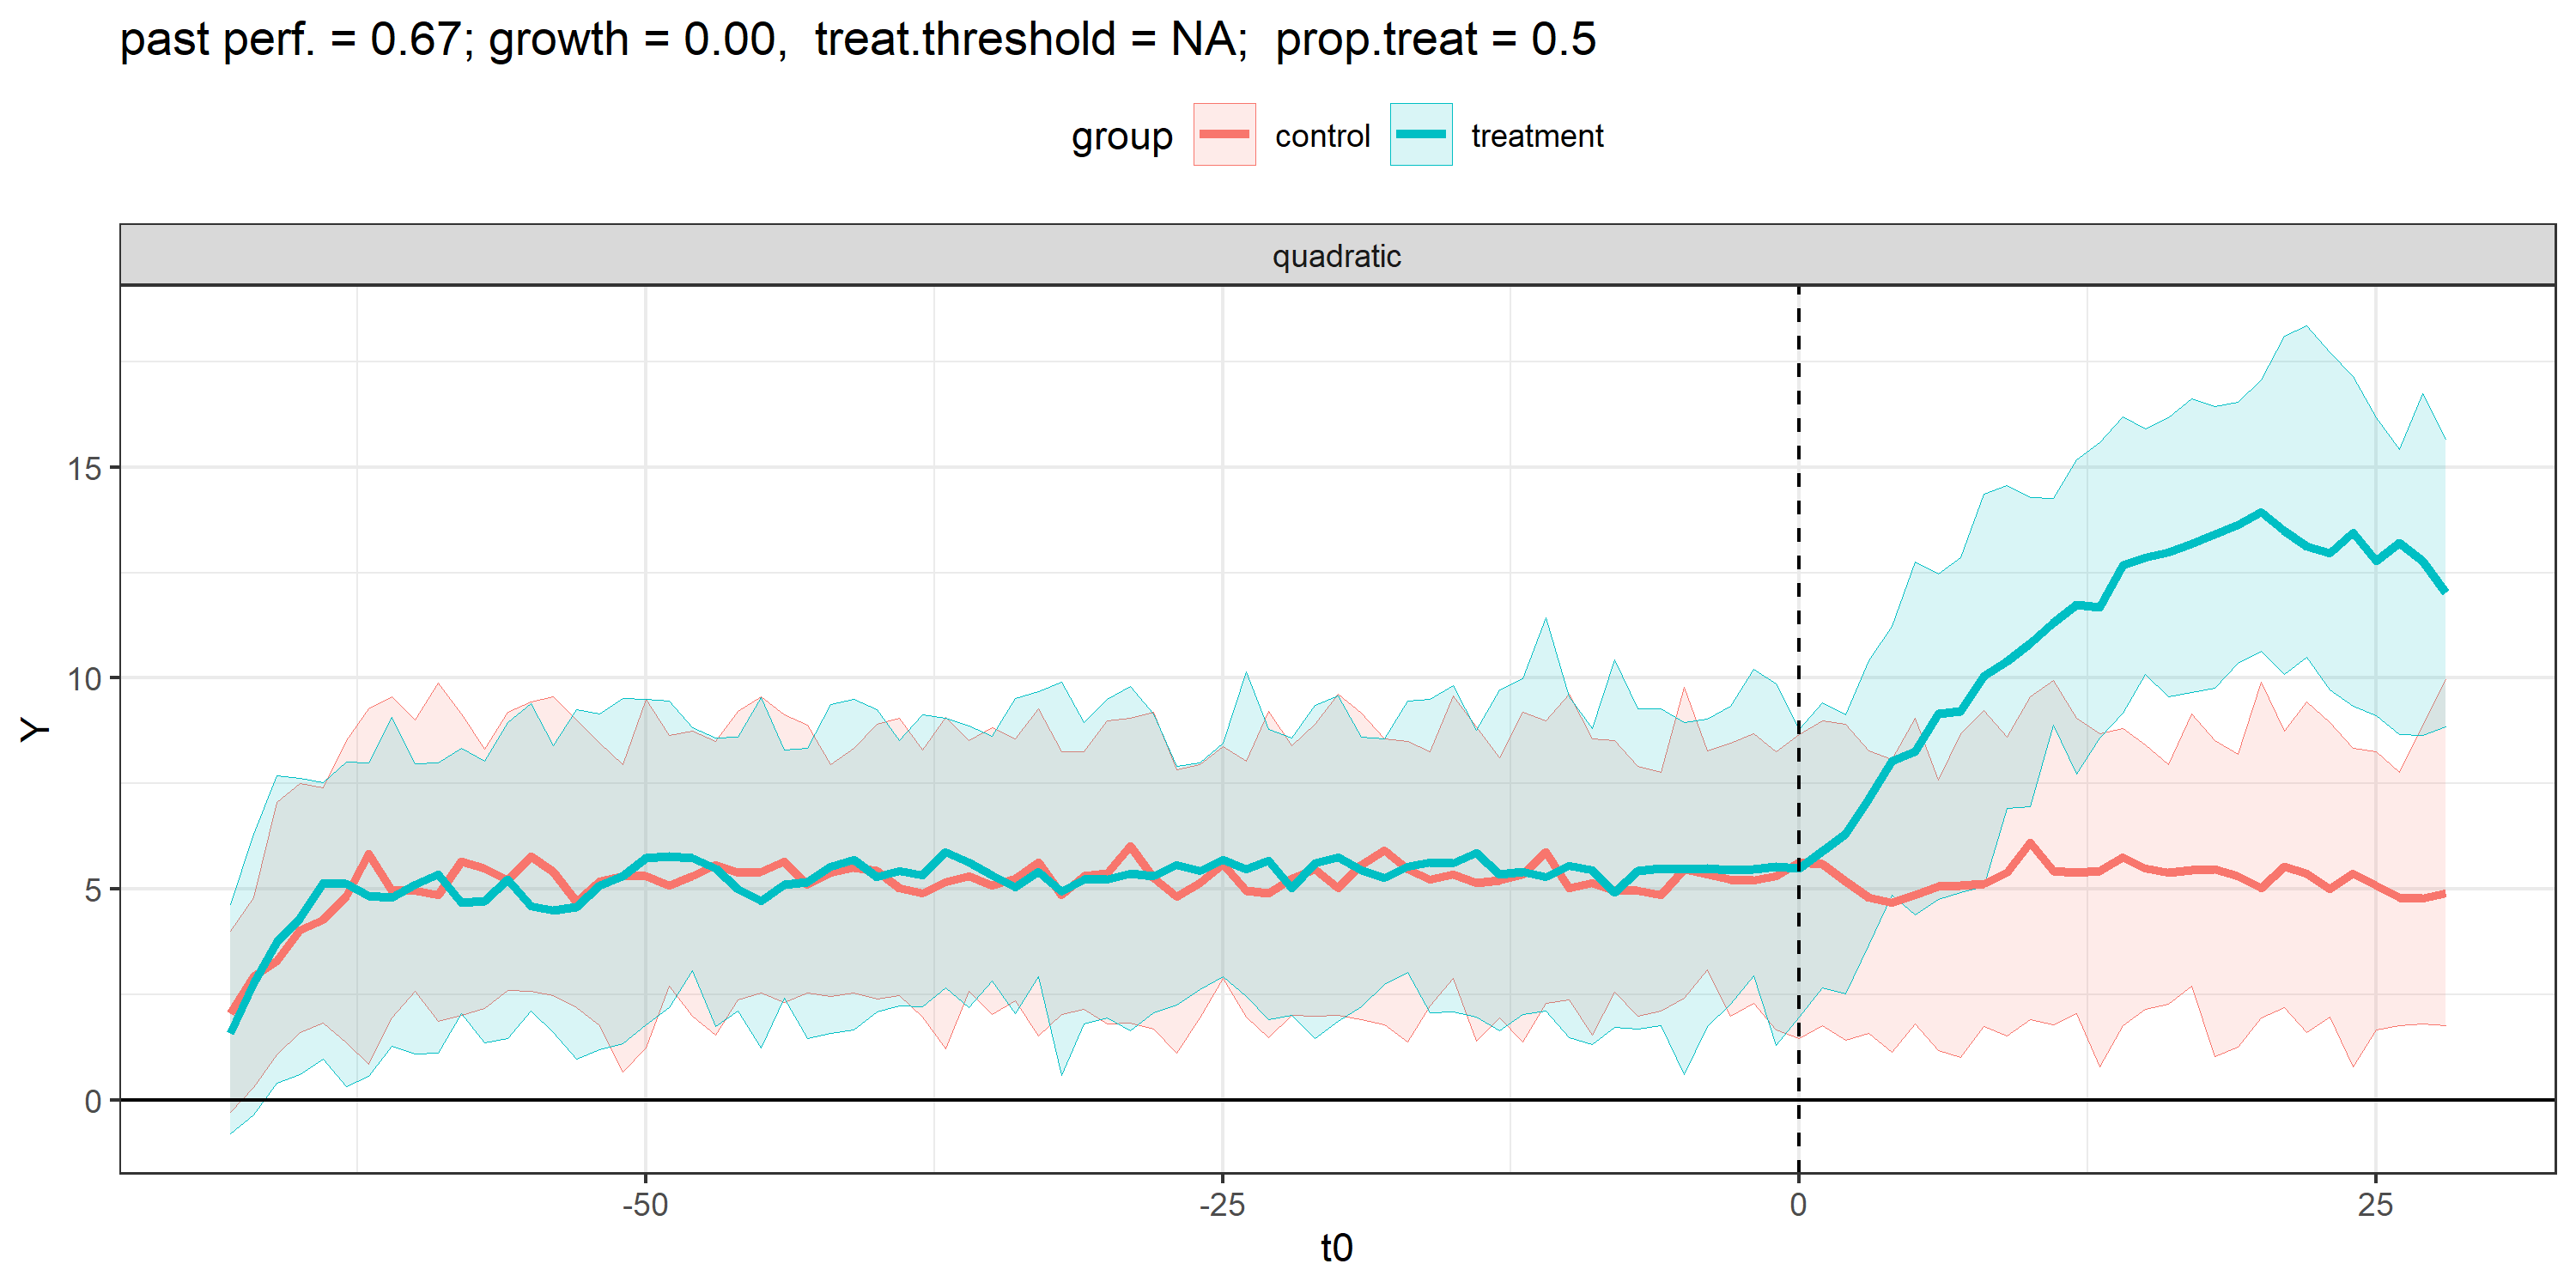 past perf. = 0.67; growth = 0.00,  treat.threshold = NA;  prop.treat = 0.5
group control treatment
quadratic
Y
15
10
5
0
-50 -25 0 25
t0